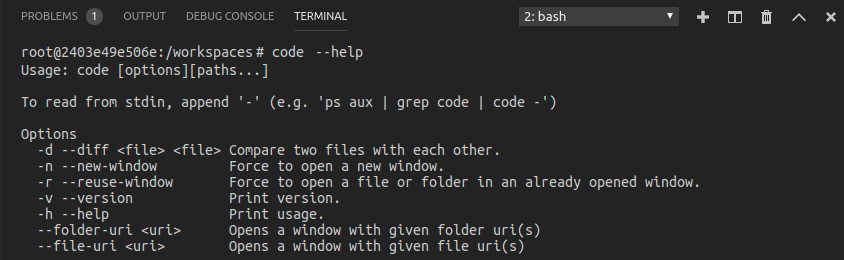 PROBLEMS 1 OUTPUT DEBUG CONSOLE TERMINAL 2: bash
root@2403e49e506e:/workspaces# code --help
Usage: code [options][paths...]
To read from stdin, append '-' (e.g. 'ps aux | grep code | code -')
Options
-d --diff <file> <file> Compare two files with each other.
-n --new-window Force to open a new window.
-r --reuse-window Force to open a file or folder in an already opened window.
-v --version Print version.
-h --help Print usage.
--folder-uri <uri> Opens a window with given folder uri(s)
--file-uri <uri> Opens a window with given file uri(s)